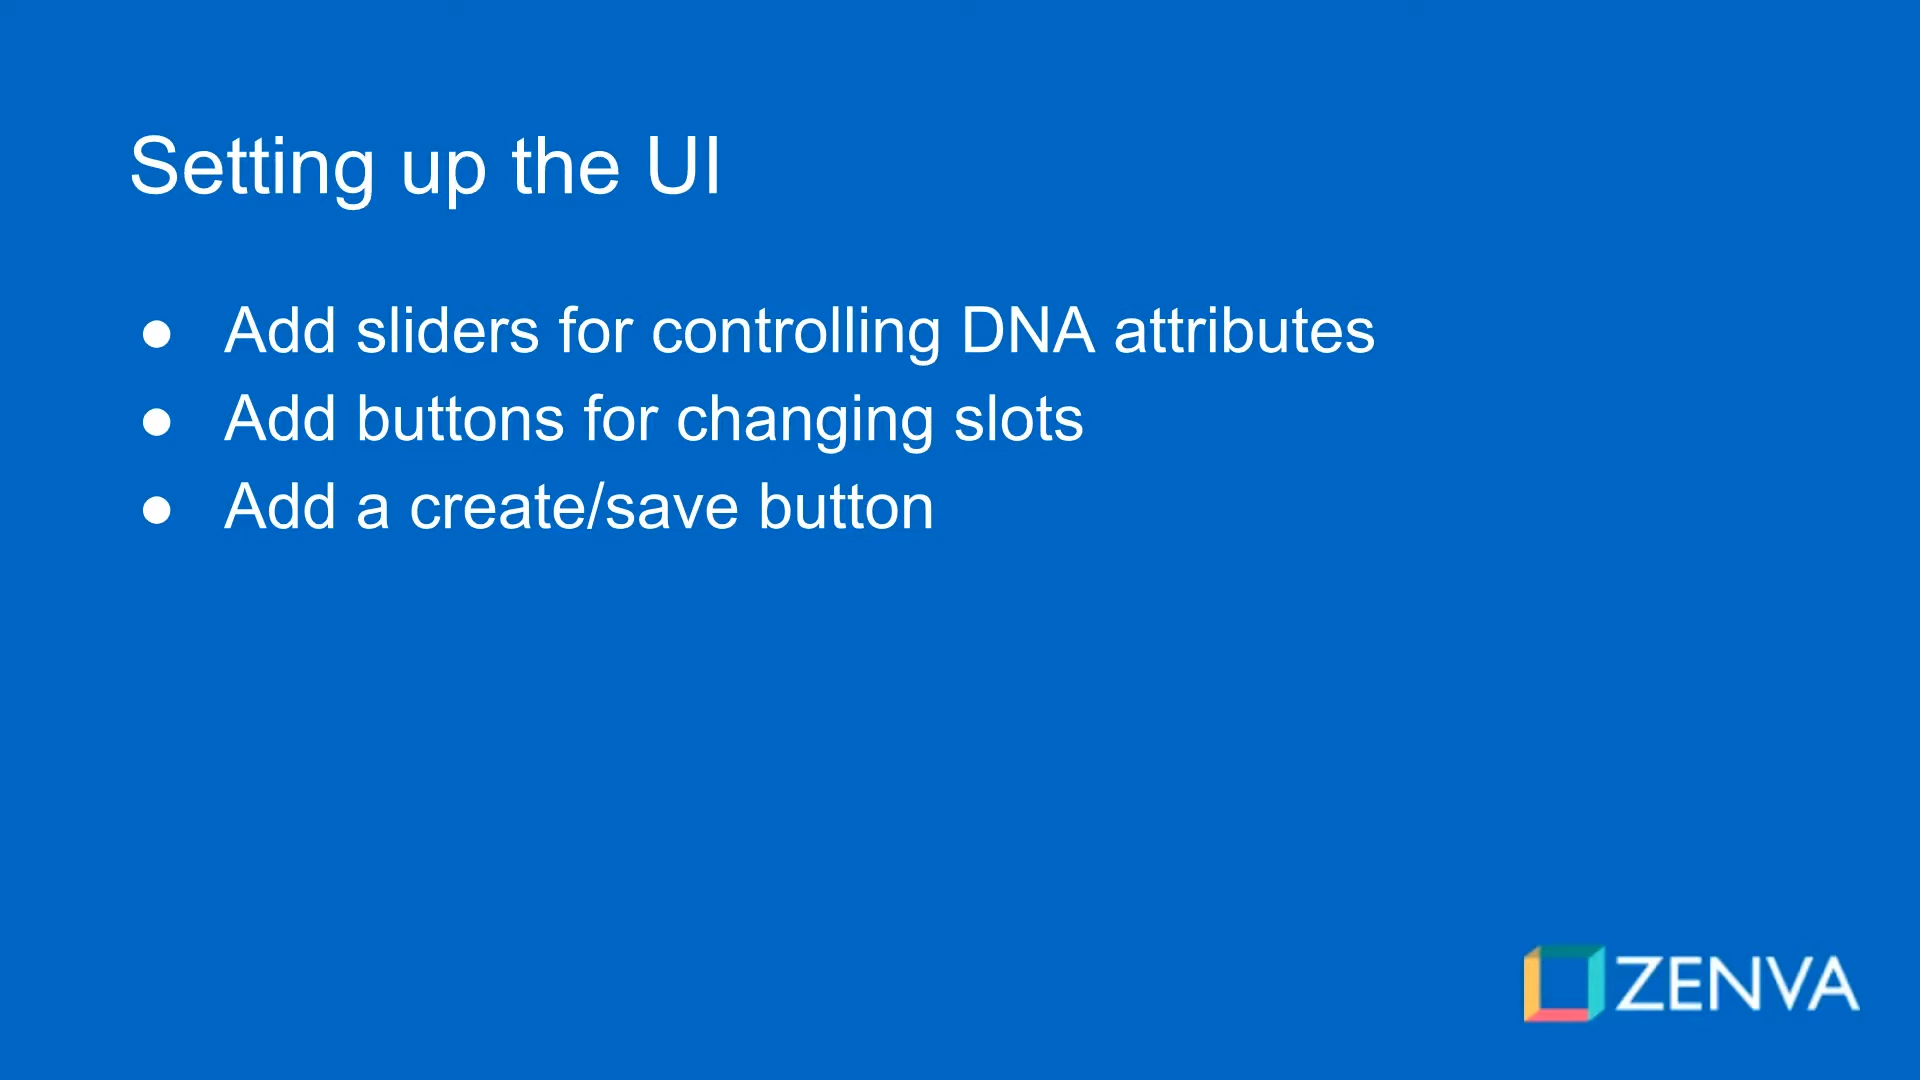 Setting up the UI
● Add sliders for controlling DNA attributes
● Add buttons for changing slots
● Add a create/save button
ZENVA